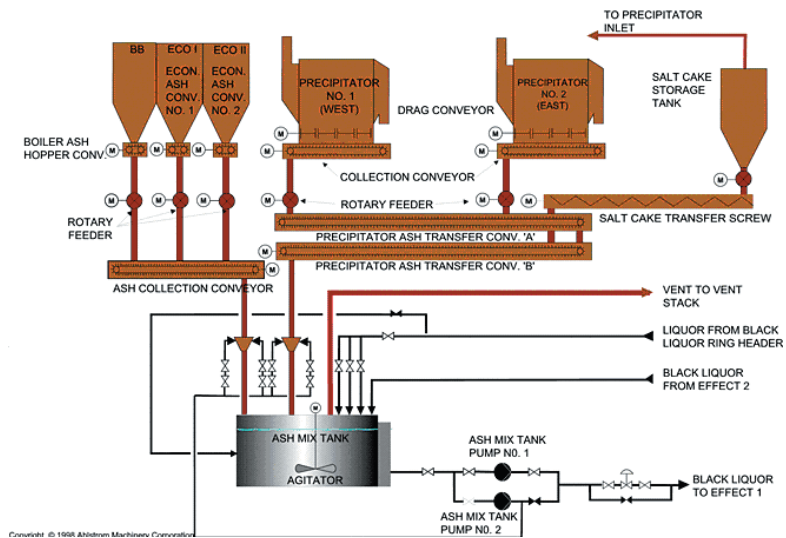 TO PRECIPITATOR
INLET
BB
ECO I
ECO II
ECON.
ASH
CONV.
NO. 1
ECON.
ASH
CONV.
NO. 2
PRECIPITATOR
NO. 1
(WEST)
PRECIPITATOR
NO. 2
(EAST)
SALT CAKE
STORAGE
TANK
DRAG CONVEYOR
BOILER ASH
HOPPER CONV.
M
M
M
M
M
M
M
COLLECTION CONVEYOR
M
M
M
M
M
M
M
M
ROTARY
FEEDER
ROTARY FEEDER
SALT CAKE TRANSFER SCREW
M
PRECIPITATOR ASH TRANSFER CONV. 'A'
M
M
PRECIPITATOR ASH TRANSFER CONV. 'B'
ASH COLLECTION CONVEYOR
VENT TO VENT
STACK
LIQUOR FROM BLACK
LIQUOR RING HEADER
BLACK LIQUOR
FROM EFFECT 2
M
ASH MIX TANK
AGITATOR
ASH MIX TANK
PUMP N0. 1
BLACK LIQUOR
TO EFFECT 1
ASH MIX TANK
PUMP N0. 2
Copyright © 1998 Ahlstrom Machinery Corporation